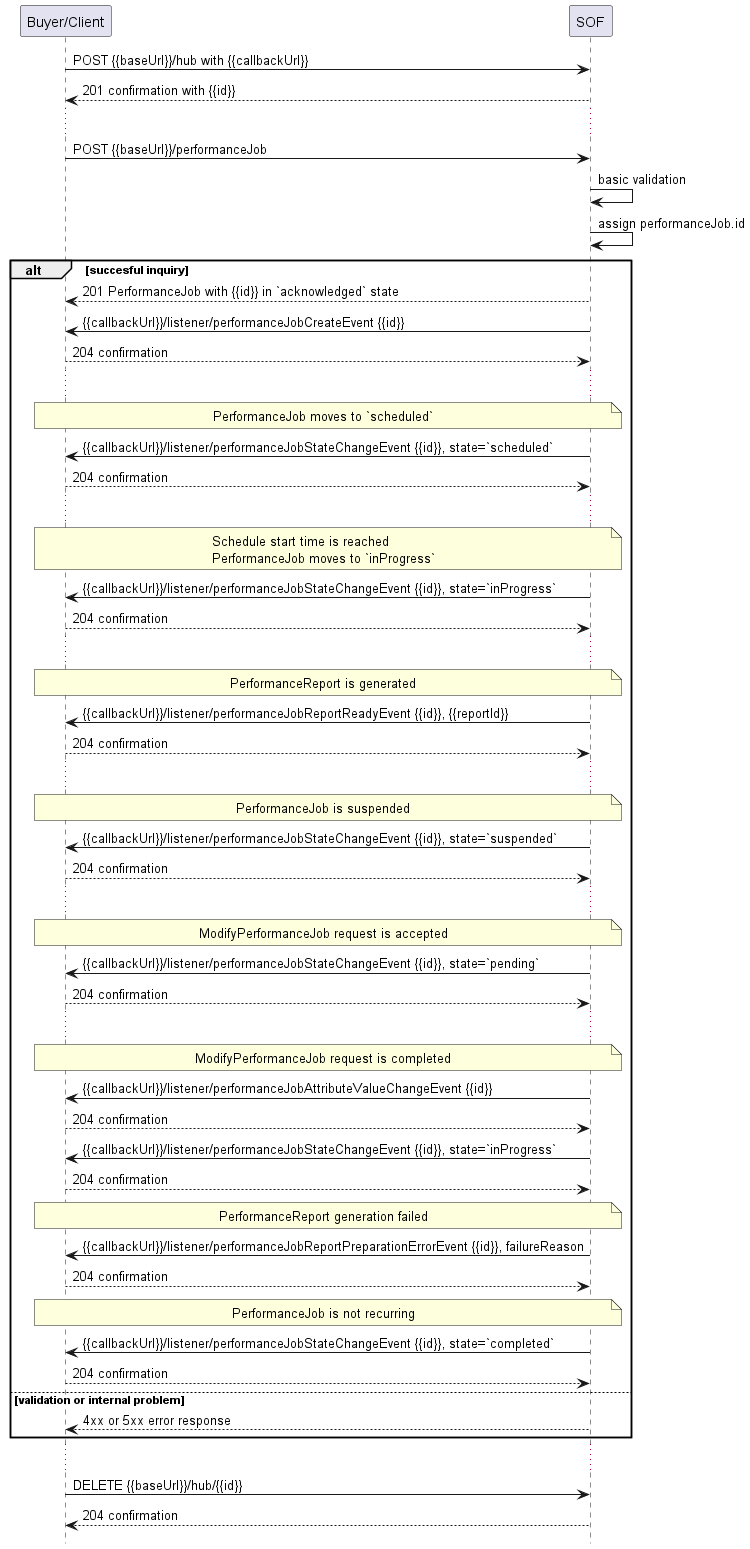 Buyer/Client
SOF
POST {{baseUrl}}/hub with {{callbackUrl}}
201 confirmation with {{id}}
POST {{baseUrl}}/performanceJob
basic validation
assign performanceJob.id
alt
[succesful inquiry]
201 PerformanceJob with {{id}} in `acknowledged` state
{{callbackUrl}}/listener/performanceJobCreateEvent {{id}}
204 confirmation
PerformanceJob moves to `scheduled`
{{callbackUrl}}/listener/performanceJobStateChangeEvent {{id}}, state=`scheduled`
204 confirmation
Schedule start time is reached
PerformanceJob moves to `inProgress`
{{callbackUrl}}/listener/performanceJobStateChangeEvent {{id}}, state=`inProgress`
204 confirmation
PerformanceReport is generated
{{callbackUrl}}/listener/performanceJobReportReadyEvent {{id}}, {{reportId}}
204 confirmation
PerformanceJob is suspended
{{callbackUrl}}/listener/performanceJobStateChangeEvent {{id}}, state=`suspended`
204 confirmation
ModifyPerformanceJob request is accepted
{{callbackUrl}}/listener/performanceJobStateChangeEvent {{id}}, state=`pending`
204 confirmation
ModifyPerformanceJob request is completed
{{callbackUrl}}/listener/performanceJobAttributeValueChangeEvent {{id}}
204 confirmation
{{callbackUrl}}/listener/performanceJobStateChangeEvent {{id}}, state=`inProgress`
204 confirmation
PerformanceReport generation failed
{{callbackUrl}}/listener/performanceJobReportPreparationErrorEvent {{id}}, failureReason
204 confirmation
PerformanceJob is not recurring
{{callbackUrl}}/listener/performanceJobStateChangeEvent {{id}}, state=`completed`
204 confirmation
[validation or internal problem]
4xx or 5xx error response
DELETE {{baseUrl}}/hub/{{id}}
204 confirmation